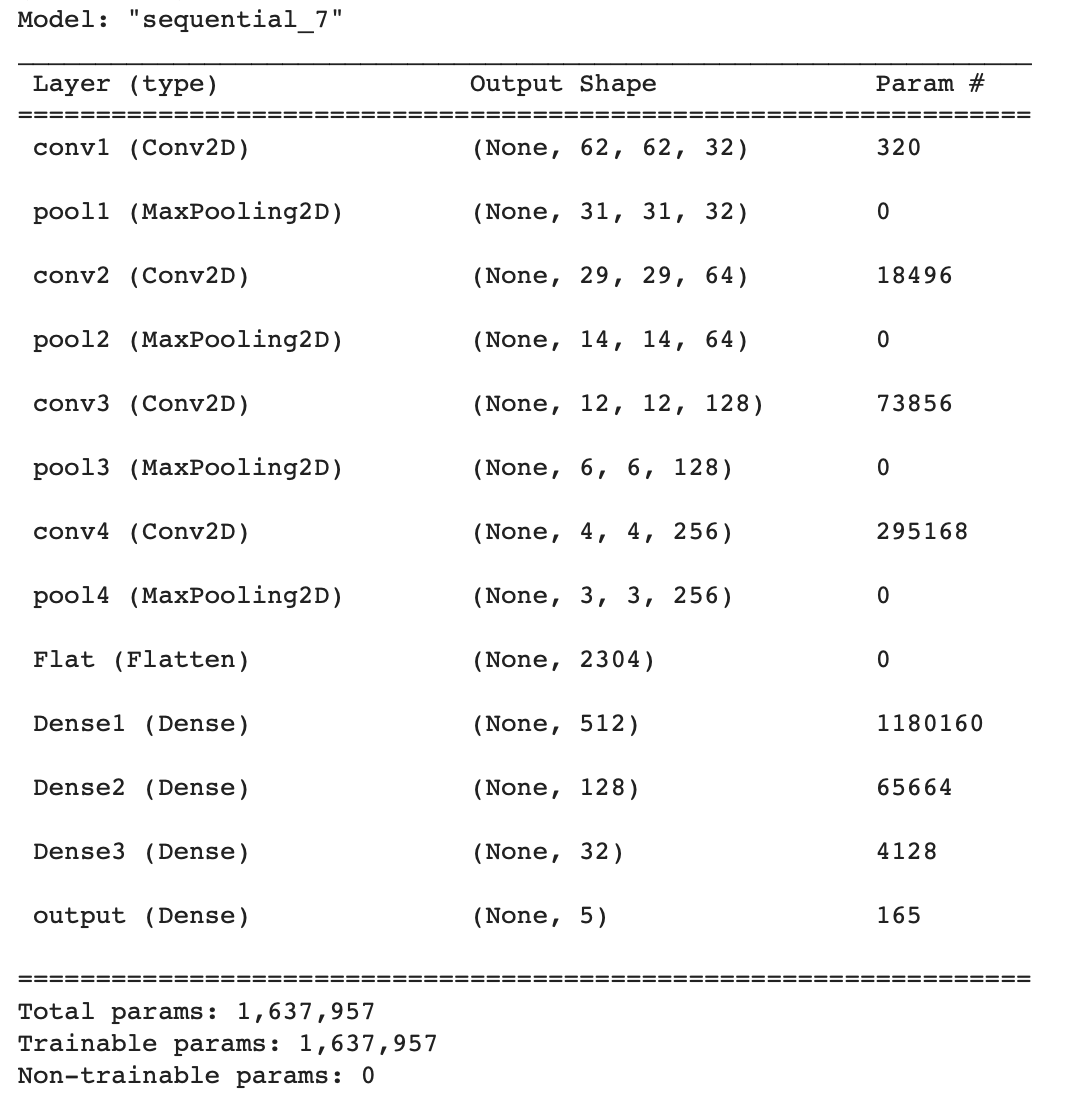 Model: "sequential_7"
Layer (type) Output Shape Param #
conv1 (Conv2D) (None, 62, 62, 32) 320
pool1 (MaxPooling2D) (None, 31, 31, 32) 0
conv2 (Conv2D) (None, 29, 29, 64) 18496
pool2 (MaxPooling2D) (None, 14, 14, 64) 0
conv3 (Conv2D) (None, 12, 12, 128) 73856
pool3 (MaxPooling2D) (None, 6, 6, 128) 0
conv4 (Conv2D) (None, 4, 4, 256) 295168
pool4 (MaxPooling2D) (None, 3, 3, 256) 0
Flat (Flatten) (None, 2304) 0
Dense1 (Dense) (None, 512) 1180160
Dense2 (Dense) (None, 128) 65664
Dense3 (Dense) (None, 32) 4128
output (Dense) (None, 5) 165
Total params: 1,637,957
Trainable params: 1,637,957
Non-trainable params: 0